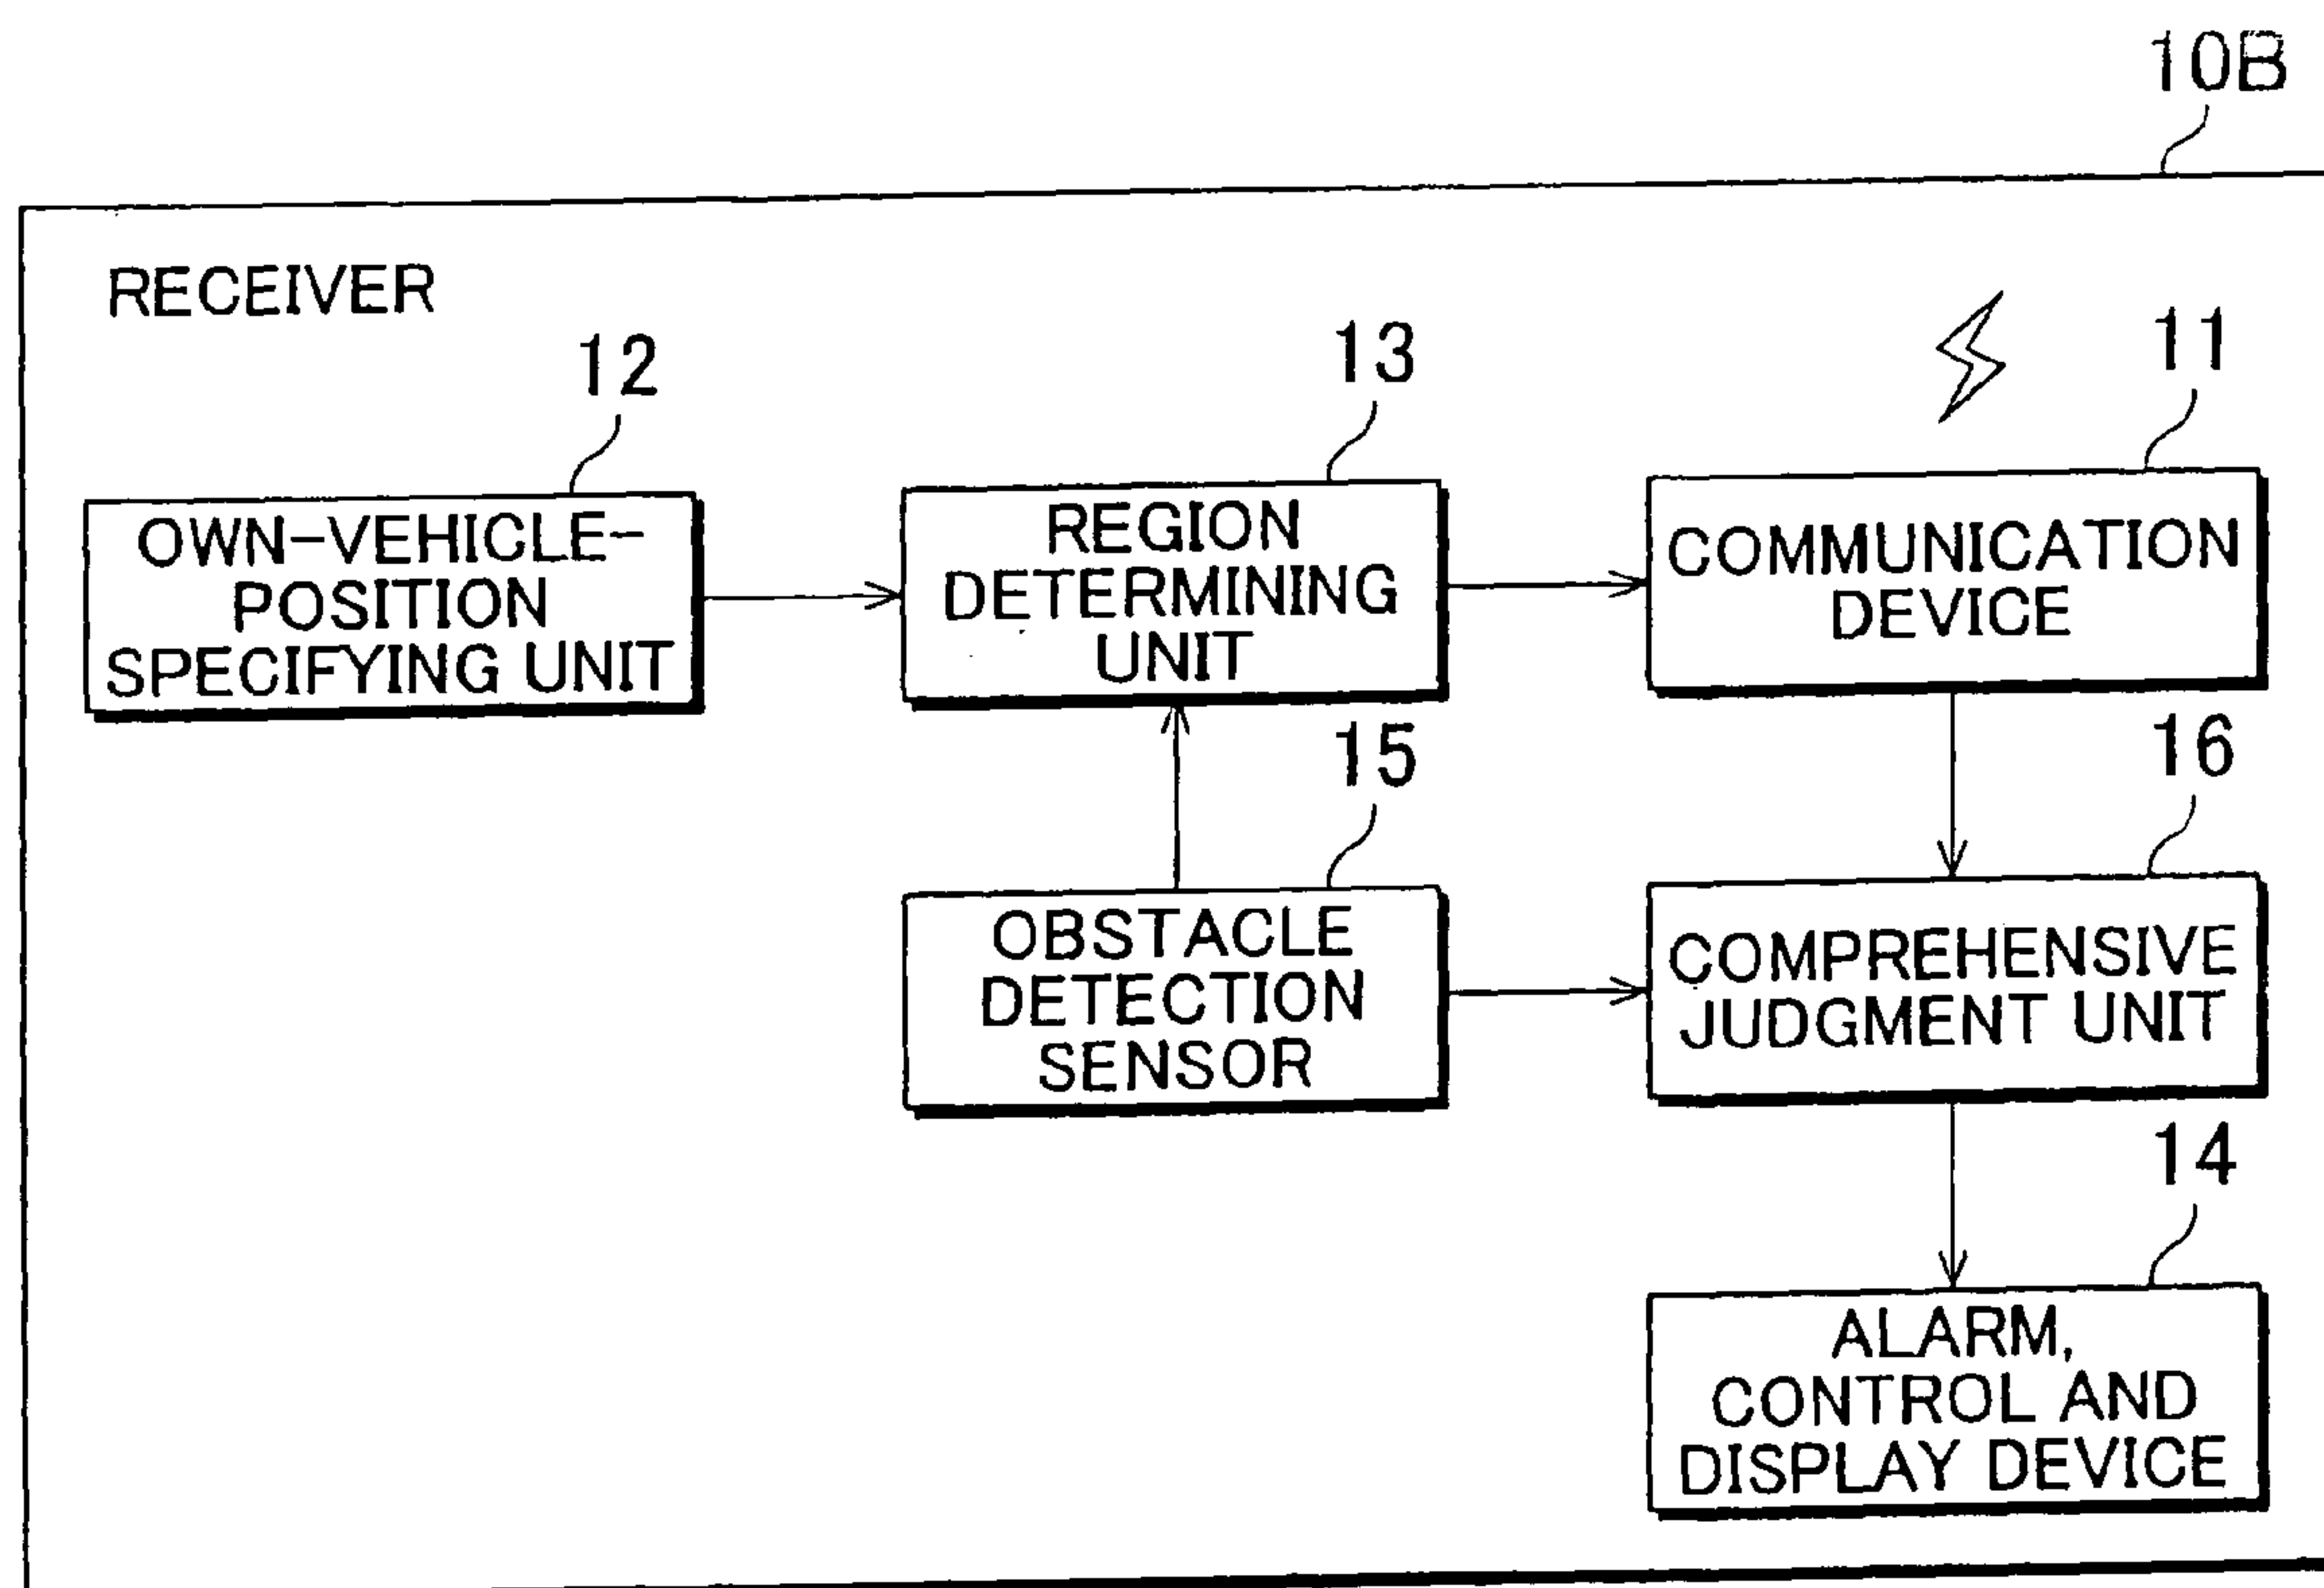 10B
RECEIVER
12
13
11
OWN-VEHICLE-
POSITION
SPECIFYING UNIT
REGION
DETERMINING
UNIT
COMMUNICATION
DEVICE
15
16
OBSTACLE
DETECTION
SENSOR
COMPREHENSIVE
JUDGMENT UNIT
14
ALARM,
CONTROL AND
DISPLAY DEVICE